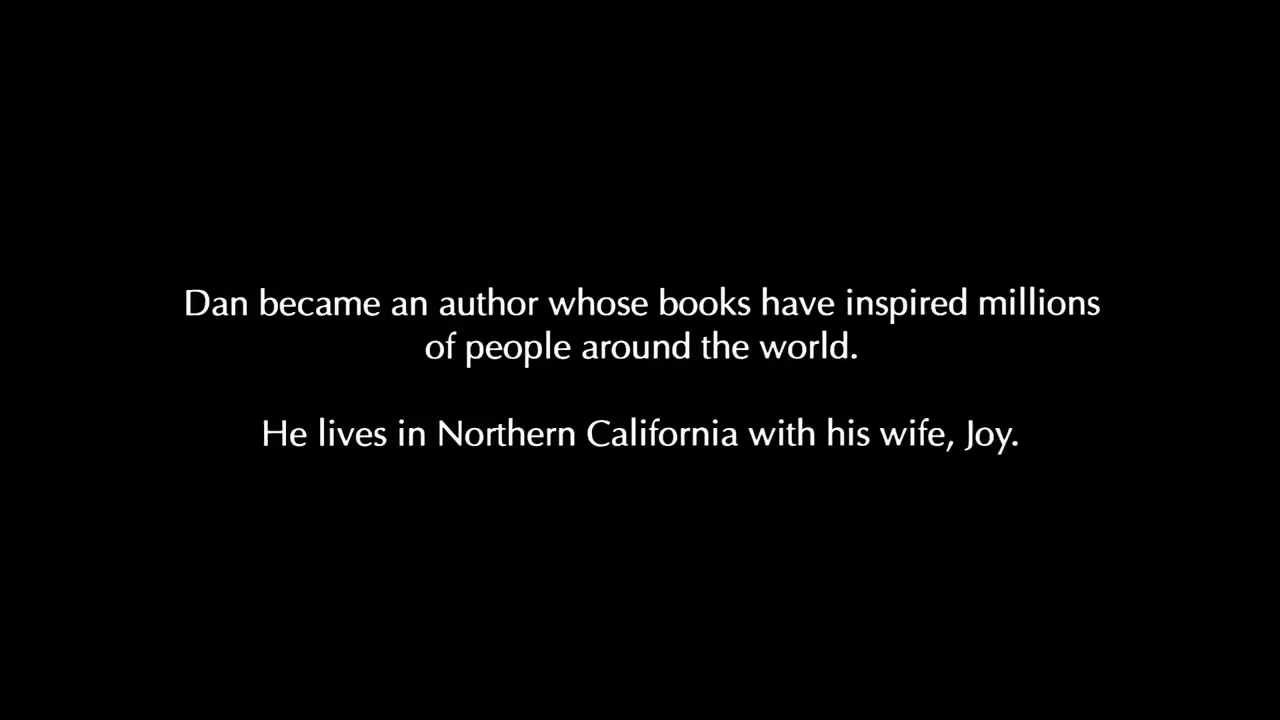 Dan became an author whose books have inspired millions
of people around the world.
He lives in Northern California with his wife, Joy.